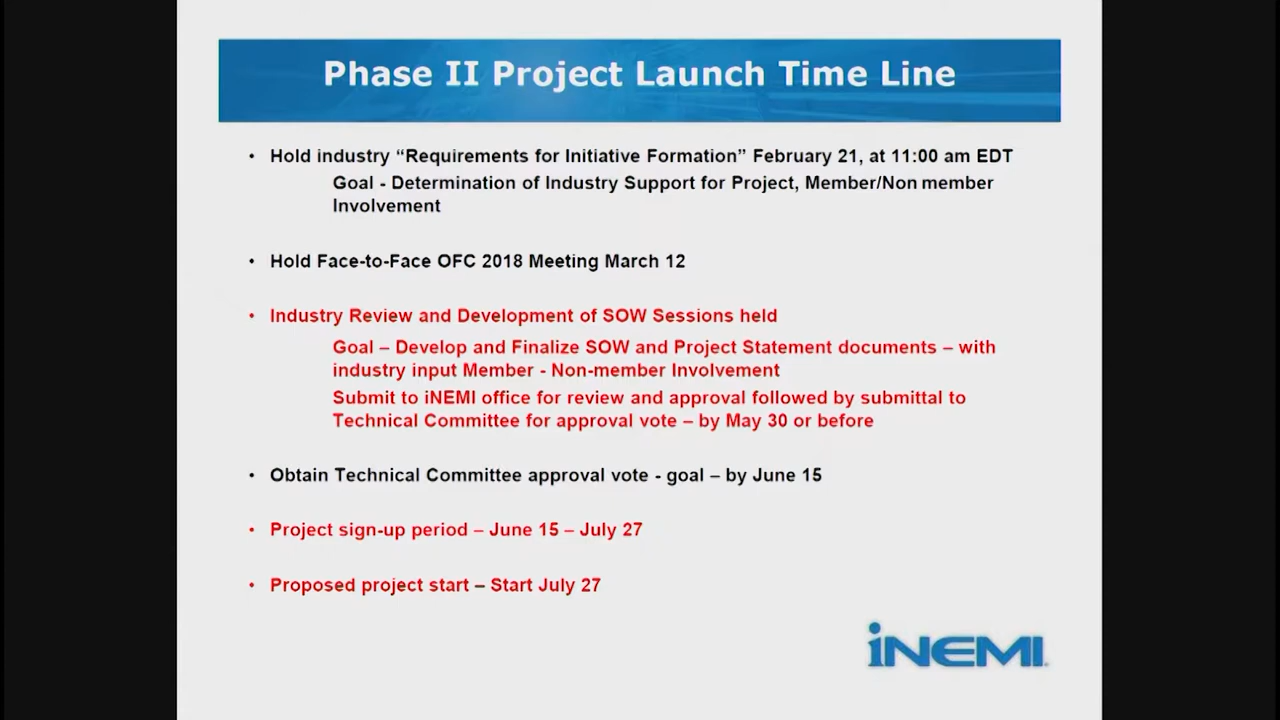 Phase II Project Launch Time Line
• Hold industry “Requirements for Initiative Formation” February 21, at 11:00 am EDT
Goal - Determination of Industry Support for Project, Member/Non member
Involvement
• Hold Face-to-Face OFC 2018 Meeting March 12
• Industry Review and Development of SOW Sessions held
Goal – Develop and Finalize SOW and Project Statement documents – with
industry input Member - Non-member Involvement
Submit to iNEMI office for review and approval followed by submittal to
Technical Committee for approval vote – by May 30 or before
• Obtain Technical Committee approval vote - goal – by June 15
• Project sign-up period – June 15 – July 27
• Proposed project start – Start July 27
iNEMI